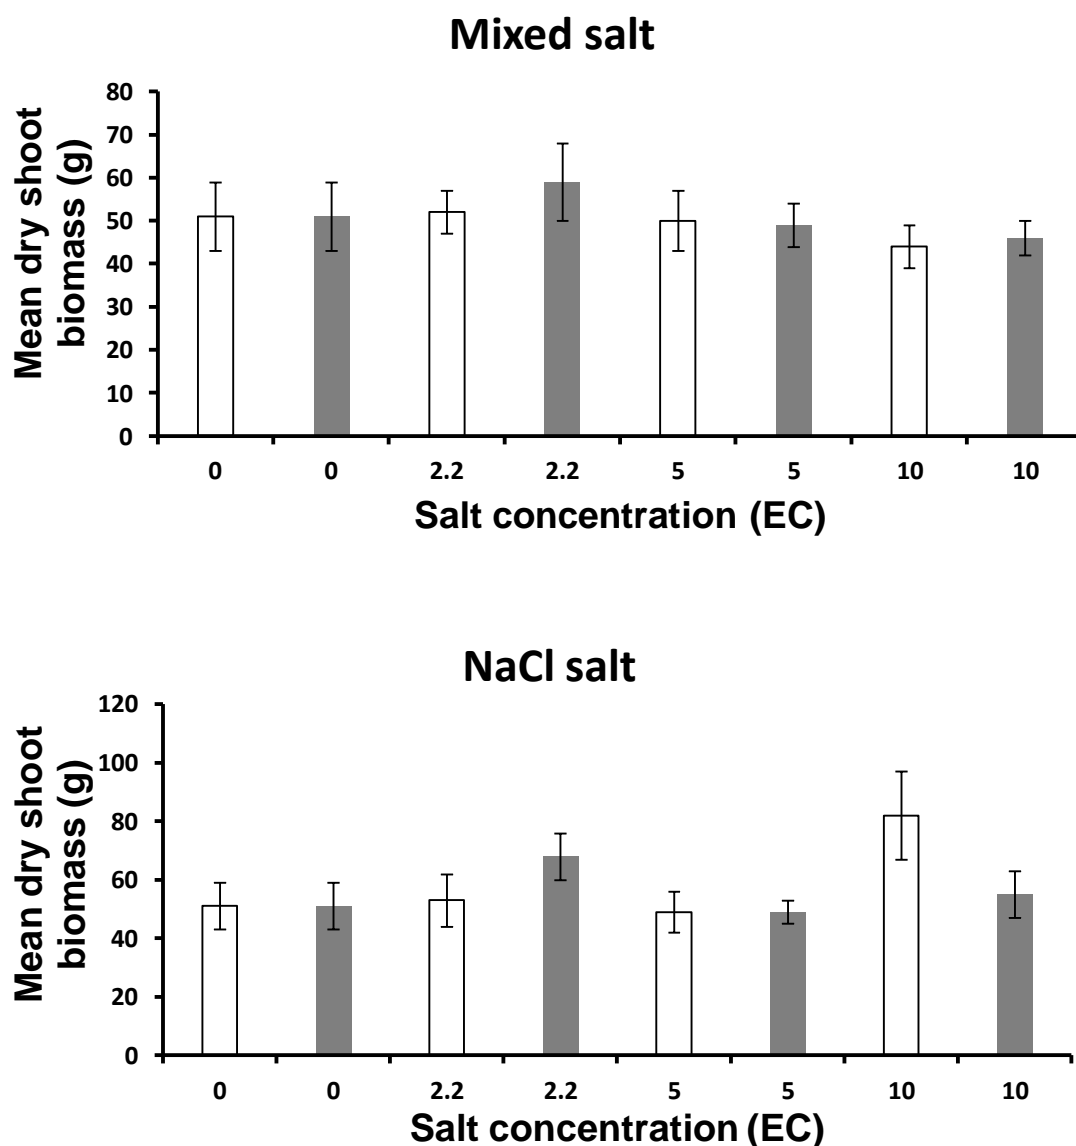 Mixed salt
Mean dry shoot
biomass (g)
80
70
60
50
40
30
20
10
0
0 0 2.2 2.2 5 5 10 10
Salt concentration (EC)
NaCl salt
Mean dry shoot
biomass (g)
120
100
80
60
40
20
0
0 0 2.2 2.2 5 5 10 10
Salt concentration (EC)